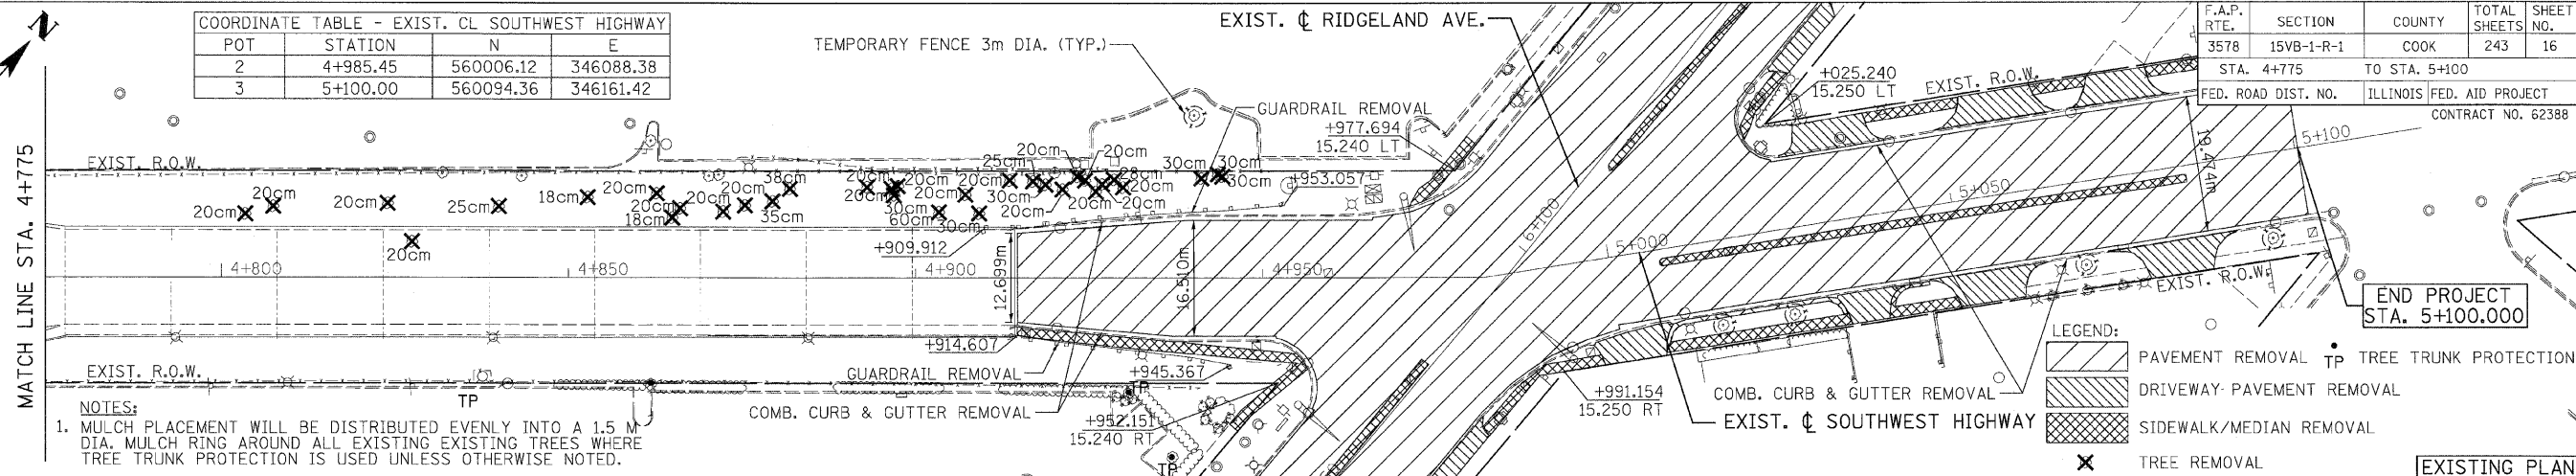 N
COORDINATE TABLE - EXIST. CL SOUTHWEST HIGHWAY
POT STATION N E
2 4+985.45 560006.12 346088.38
3 5+100.00 560094.36 346161.42
TEMPORARY FENCE 3m DIA. (TYP.)
EXIST. ℄ RIDGELAND AVE.
F.A.P. RTE. SECTION COUNTY TOTAL SHEETS SHEET NO.
3578 15VB-1-R-1 COOK 243 16
STA. 4+775 TO STA. 5+100
FED. ROAD DIST. NO. ILLINOIS FED. AID PROJECT
CONTRACT NO. 62388
GUARDRAIL REMOVAL
+977.694
15.240 LT
+025.240
15.250 LT
EXIST. R.O.W.
19.474m
5+100
MATCH LINE STA. 4+775
EXIST. R.O.W.
20cm
20cm
20cm
20cm
25cm
18cm
20cm
20cm
18cm
20cm
38cm
35cm
20cm
20cm
20cm
20cm
30cm
60cm
20cm
30cm
25cm
30cm
20cm
20cm
20cm
28cm
20cm
20cm
20cm
30cm
30cm
30cm
+953.057
+909.912
4+800
4+850
4+900
4+950
12.699m
16.510m
6+100
5+000
5+050
+914.607
GUARDRAIL REMOVAL
+945.367
COMB. CURB & GUTTER REMOVAL
+952.151
15.240 RT
TP
TP
TP
EXIST. R.O.W.
+991.154
15.250 RT
COMB. CURB & GUTTER REMOVAL
EXIST. ℄ SOUTHWEST HIGHWAY
EXIST. R.O.W.
END PROJECT
STA. 5+100.000
NOTES:
1. MULCH PLACEMENT WILL BE DISTRIBUTED EVENLY INTO A 1.5 M
DIA. MULCH RING AROUND ALL EXISTING EXISTING TREES WHERE
TREE TRUNK PROTECTION IS USED UNLESS OTHERWISE NOTED.
LEGEND:
PAVEMENT REMOVAL TP TREE TRUNK PROTECTION
DRIVEWAY PAVEMENT REMOVAL
SIDEWALK/MEDIAN REMOVAL
TREE REMOVAL
EXISTING PLAN